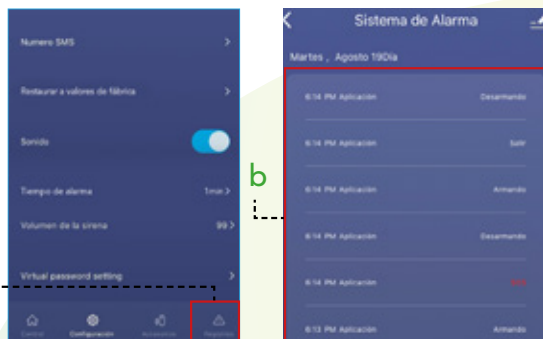 Numero SMS
Restaurar a valores de fábrica
Sonido
Tiempo de alarma 1min
Volumen de la sirena 99
Virtual password setting
Control Configuración Accesorios
Sistema de Alarma
Martes , Agosto 19Día
6:14 PM Aplicación Desarmando
6:14 PM Aplicación Salir
6:14 PM Aplicación Armando
6:14 PM Aplicación Desarmando
6:14 PM Aplicación
6:13 PM Aplicación Armando
b